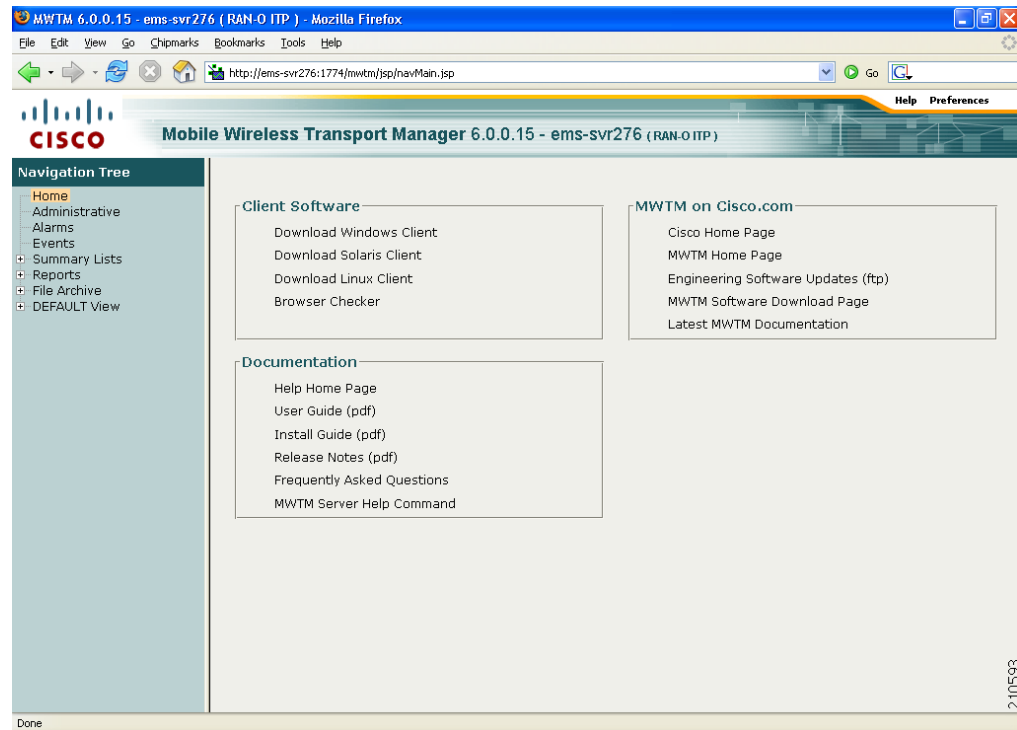 MWTM 6.0.0.15 - ems-svr276 ( RAN-O ITP ) - Mozilla Firefox
File Edit View Go Chipmarks Bookmarks Tools Help
http://ems-svr276:1774/mwtm/jsp/navMain.jsp Go G
Help Preferences
CISCO
Mobile Wireless Transport Manager 6.0.0.15 - ems-svr276 ( RAN-O ITP )
Navigation Tree
Home
Administrative
Alarms
Events
Summary Lists
Reports
File Archive
DEFAULT View
Client Software
Download Windows Client
Download Solaris Client
Download Linux Client
Browser Checker
MWTM on Cisco.com
Cisco Home Page
MWTM Home Page
Engineering Software Updates (ftp)
MWTM Software Download Page
Latest MWTM Documentation
Documentation
Help Home Page
User Guide (pdf)
Install Guide (pdf)
Release Notes (pdf)
Frequently Asked Questions
MWTM Server Help Command
210593
Done